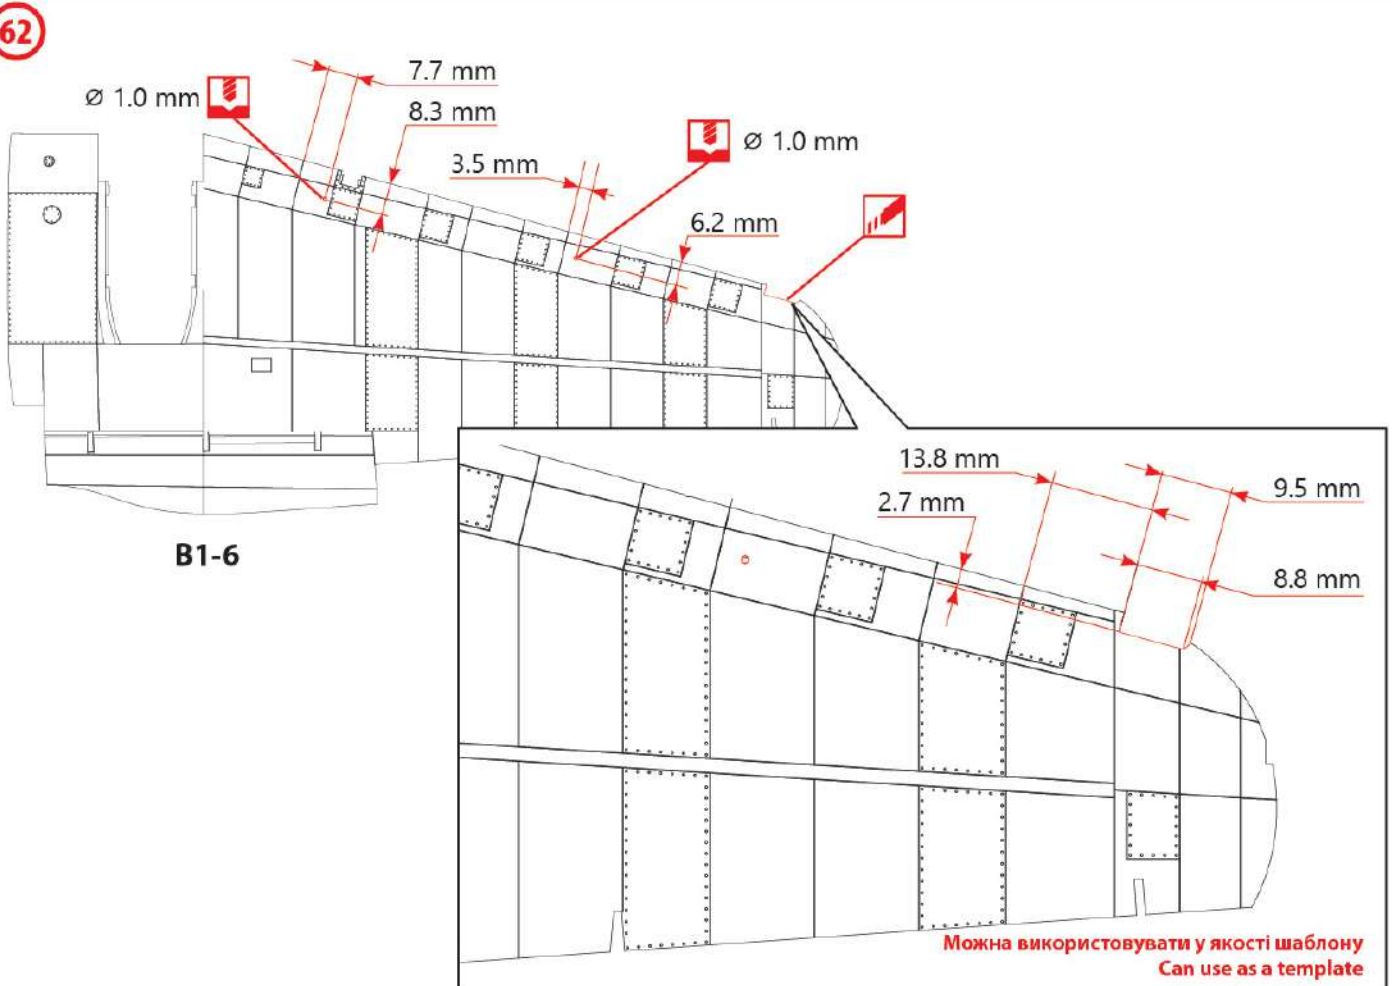 62
7.7 mm
Ø 1.0 mm
8.3 mm
Ø 1.0 mm
3.5 mm
6.2 mm
B1-6
13.8 mm
9.5 mm
2.7 mm
8.8 mm
Можна використовувати у якості шаблону
Can use as a template